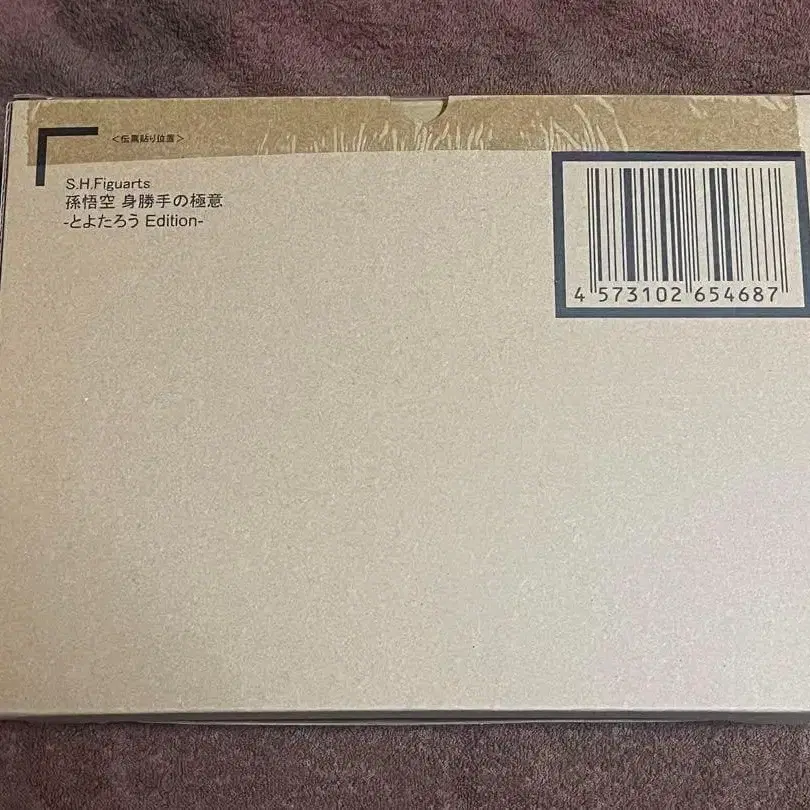 ＜伝票貼り位置＞
S.H.Figuarts
孫悟空 身勝手の極意
-とよたろう Edition-
4 573102 654687